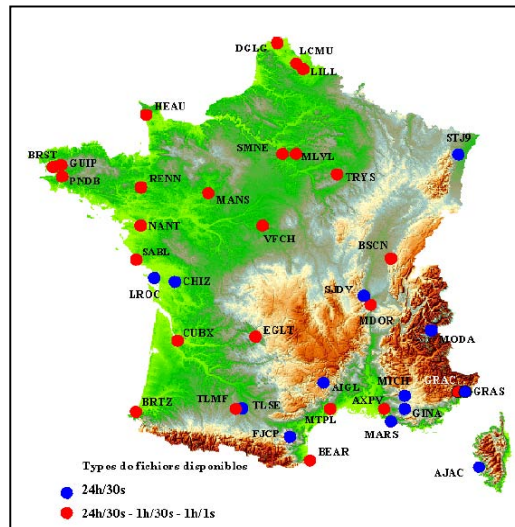 DGLG
LCMU
LILL
HEAU
STJ9
SMNE
MLVL
BRST
GUIP
PNDB
TRYS
RENN
MANS
NANT
VFCH
BSCN
SABL
CHIZ
LROC
SJDV
MDOR
CUBX
EGLT
MODA
AIGL
MICH
GRAC
GRAS
AXPV
GINA
BRTZ
TLMF
TLSE
MTPL
MARS
FJCP
BEAR
AJAC
Types de fichiers disponibles
24h/30s
24h/30s - 1h/30s - 1h/1s